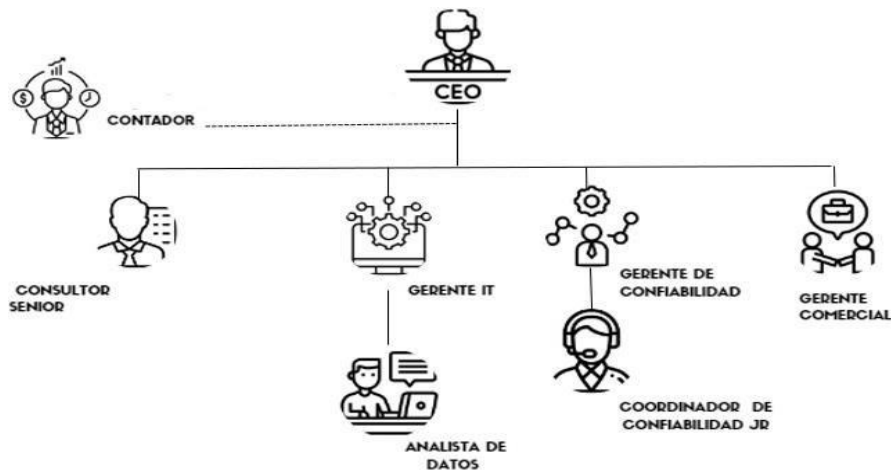 CEO
CONTADOR
CONSULTOR
SENIOR
GERENTE IT
GERENTE DE
CONFIABILIDAD
GERENTE
COMERCIAL
ANALISTA DE
DATOS
COORDINADOR DE
CONFIABILIDAD JR